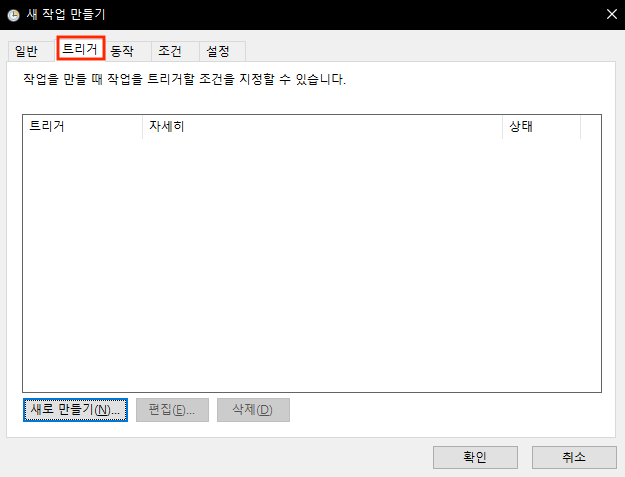 새 작업 만들기
일반 트리거 동작 조건 설정
작업을 만들 때 작업을 트리거할 조건을 지정할 수 있습니다.
트리거 자세히 상태
새로 만들기(N)... 편집(E)... 삭제(D)
확인 취소